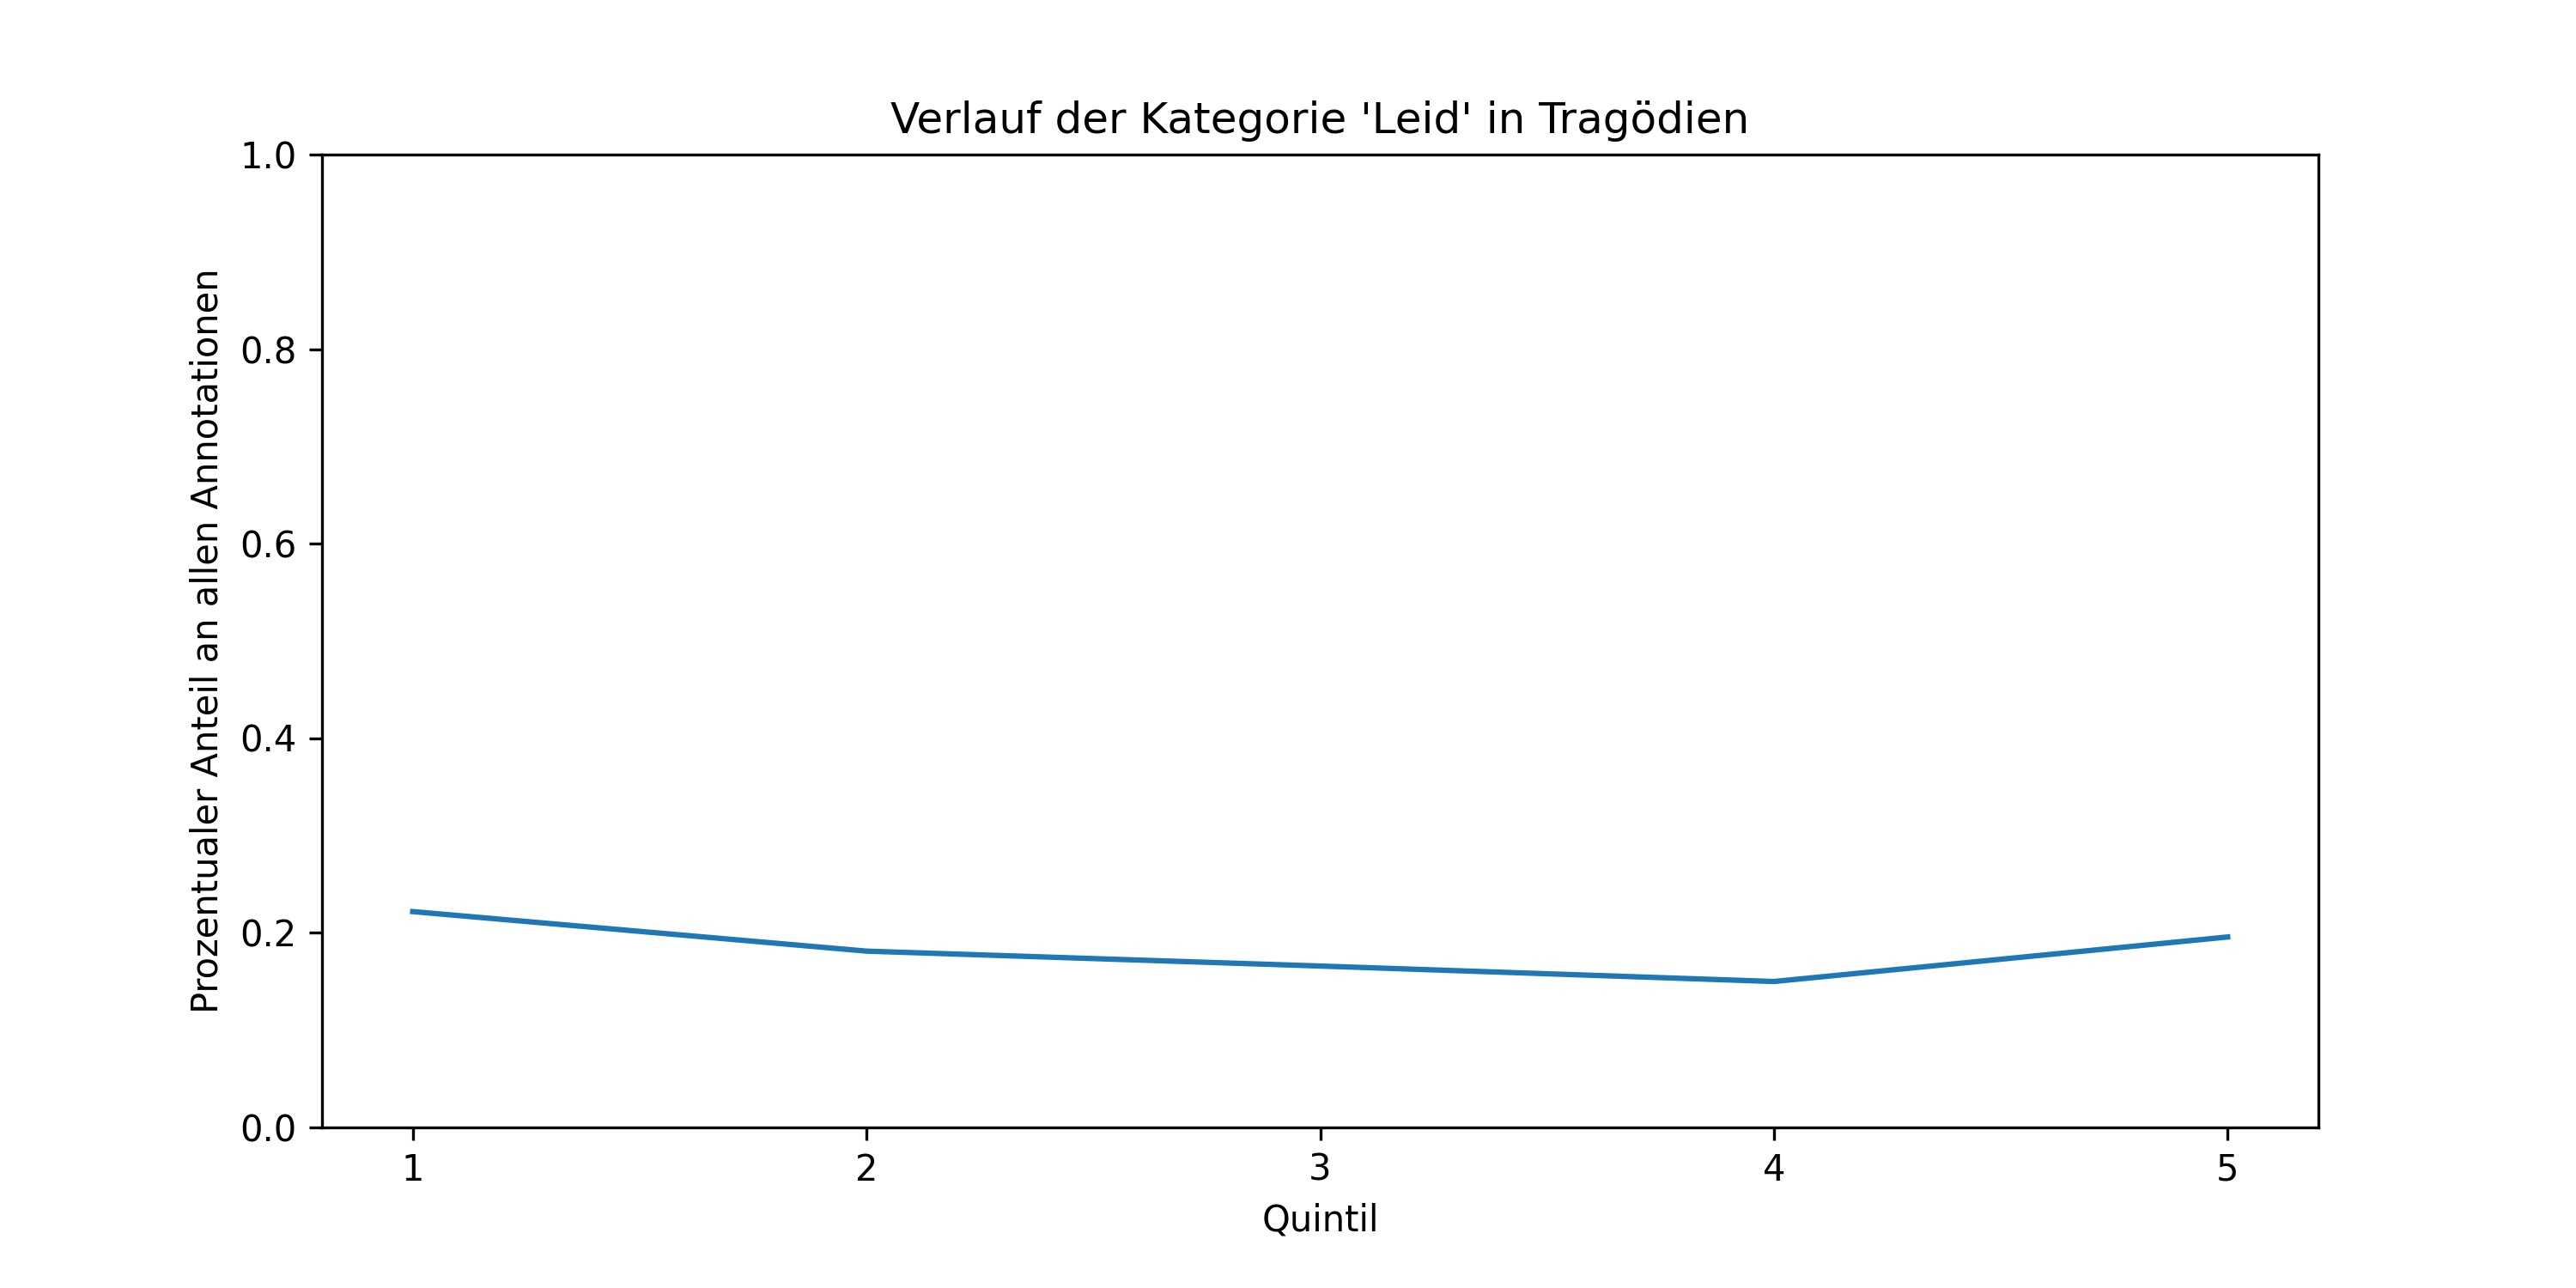 Verlauf der Kategorie 'Leid' in Tragödien
Prozentualer Anteil an allen Annotationen
1.0
0.8
0.6
0.4
0.2
0.0
1 2 3 4 5
Quintil